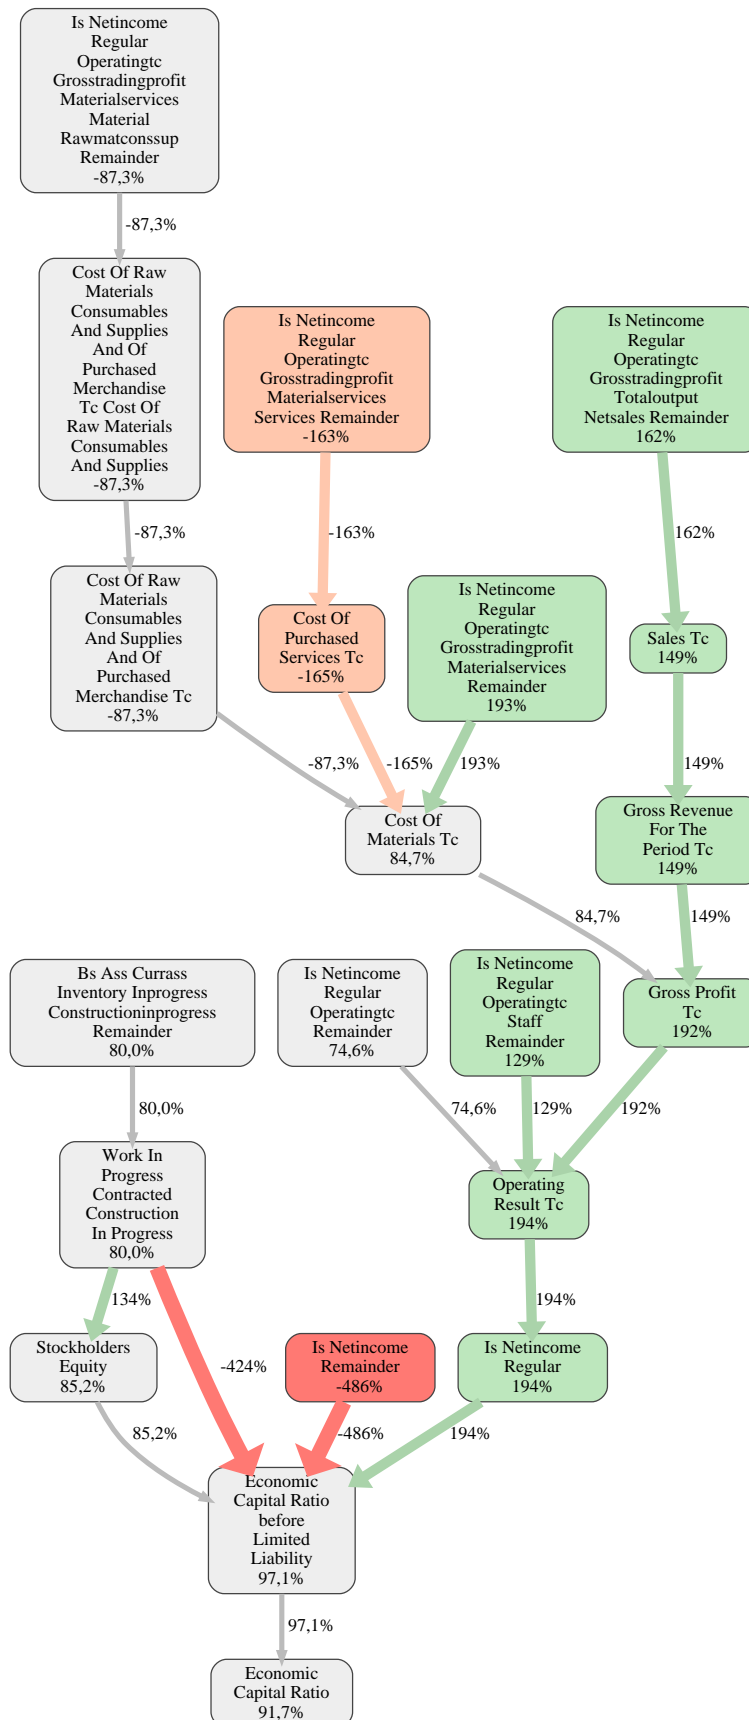 Is Netincome
Regular
Operatingtc
Grosstradingprofit
Materialservices
Material
Rawmatconssup
Remainder
-87,3%
-87,3%
Cost Of Raw
Materials
Consumables
And Supplies
And Of
Purchased
Merchandise
Tc Cost Of
Raw Materials
Consumables
And Supplies
-87,3%
Is Netincome
Regular
Operatingtc
Grosstradingprofit
Materialservices
Services Remainder
-163%
Is Netincome
Regular
Operatingtc
Grosstradingprofit
Totaloutput
Netsales Remainder
162%
-87,3%
-163%
162%
Cost Of Raw
Materials
Consumables
And Supplies
And Of
Purchased
Merchandise Tc
-87,3%
Cost Of
Purchased
Services Tc
-165%
Is Netincome
Regular
Operatingtc
Grosstradingprofit
Materialservices
Remainder
193%
Sales Tc
149%
-87,3%
-165%
193%
149%
Cost Of
Materials Tc
84,7%
Gross Revenue
For The
Period Tc
149%
84,7%
149%
Bs Ass Currass
Inventory Inprogress
Constructioninprogress
Remainder
80,0%
Is Netincome
Regular
Operatingtc
Remainder
74,6%
Is Netincome
Regular
Operatingtc
Staff
Remainder
129%
Gross Profit
Tc
192%
80,0%
74,6%
129%
192%
Work In
Progress
Contracted
Construction
In Progress
80,0%
Operating
Result Tc
194%
134%
-424%
194%
Stockholders
Equity
85,2%
Is Netincome
Remainder
-486%
Is Netincome
Regular
194%
85,2%
-486%
194%
Economic
Capital Ratio
before
Limited
Liability
97,1%
97,1%
Economic
Capital Ratio
91,7%